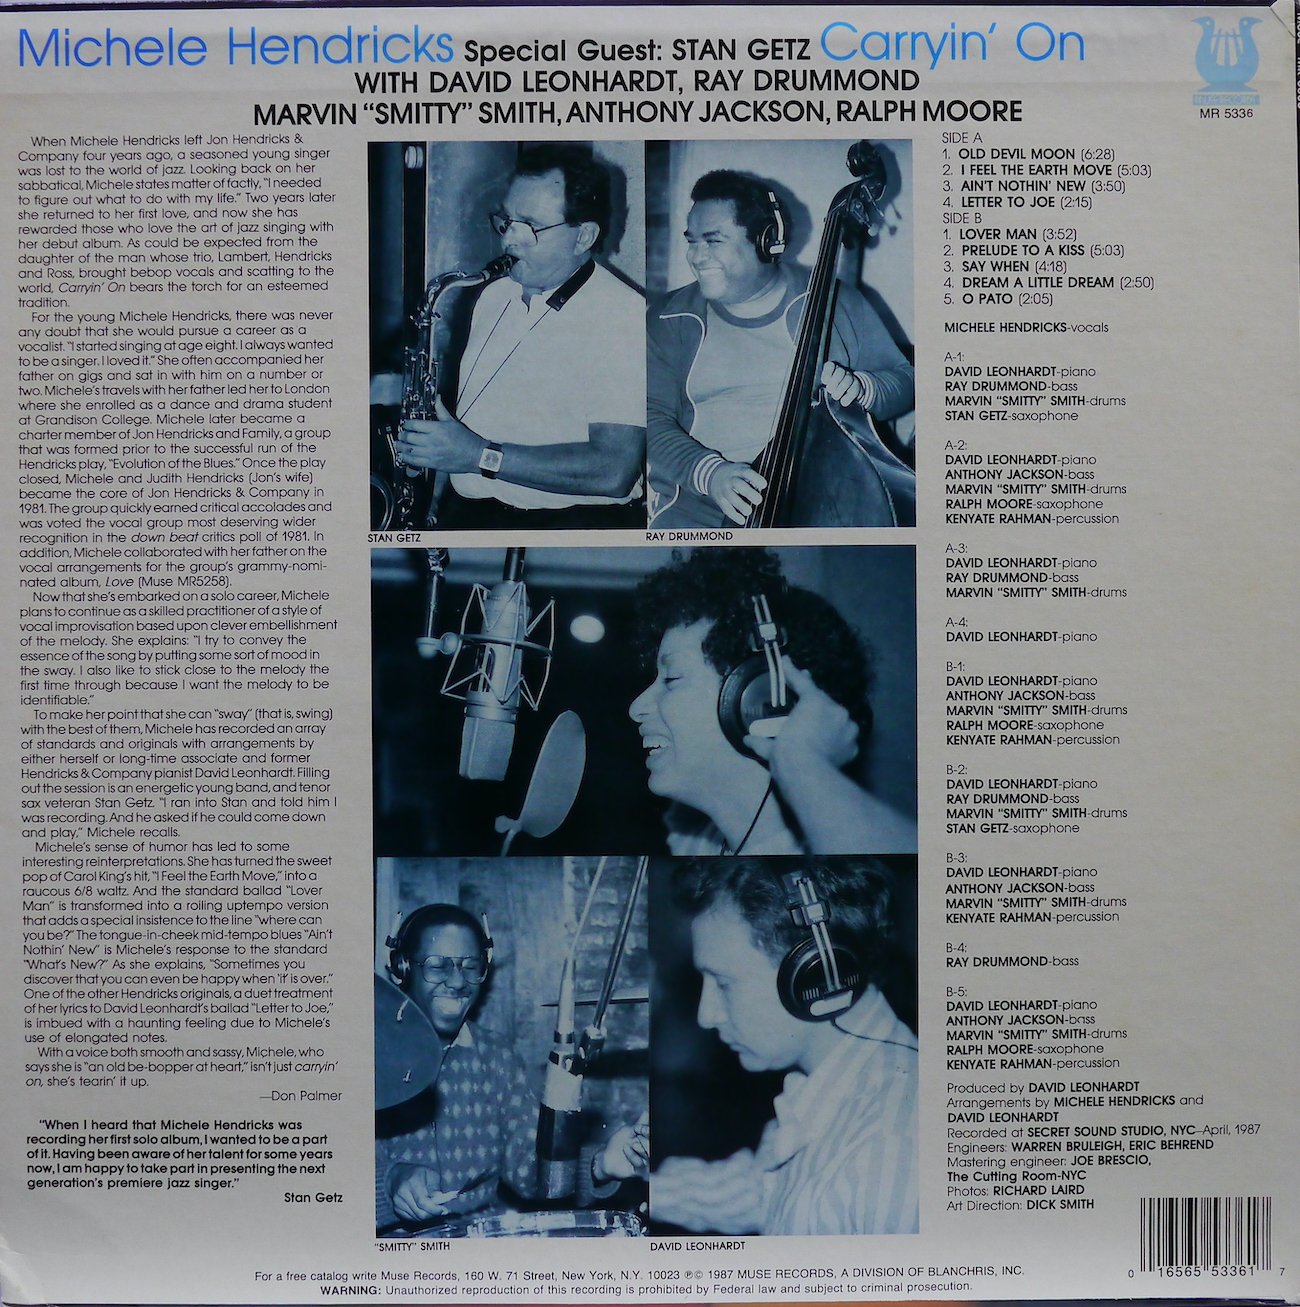 Michele Hendricks Special Guest: STAN GETZ Carryin' On
WITH DAVID LEONHARDT, RAY DRUMMOND
MARVIN "SMITTY" SMITH, ANTHONY JACKSON, RALPH MOORE
MUSE RECORDS
MR 5336
When Michele Hendricks left Jon Hendricks &
Company four years ago, a seasoned young singer
was lost to the world of jazz. Looking back on her
sabbatical, Michele states matter of factly, "I needed
to figure out what to do with my life." Two years later
she returned to her first love, and now she has
rewarded those who love the art of jazz singing with
her debut album. As could be expected from the
daughter of the man whose trio, Lambert, Hendricks
and Ross, brought bebop vocals and scatting to the
world, Carryin' On bears the torch for an esteemed
tradition.
For the young Michele Hendricks, there was never
any doubt that she would pursue a career as a
vocalist. "I started singing at age eight. I always wanted
to be a singer. I loved it." She often accompanied her
father on gigs and sat in with him on a number or
two. Michele's travels with her father led her to London
where she enrolled as a dance and drama student
at Grandison College. Michele later became a
charter member of Jon Hendricks and Family, a group
that was formed prior to the successful run of the
Hendricks play, "Evolution of the Blues." Once the play
closed, Michele and Judith Hendricks (Jon's wife)
became the core of Jon Hendricks & Company in
1981. The group quickly earned critical accolades and
was voted the vocal group most deserving wider
recognition in the down beat critics poll of 1981. In
addition, Michele collaborated with her father on the
vocal arrangements for the group's grammy-nomi-
nated album, Love (Muse MR5258).
Now that she's embarked on a solo career, Michele
plans to continue as a skilled practitioner of a style of
vocal improvisation based upon clever embellishment
of the melody. She explains: "I try to convey the
essence of the song by putting some sort of mood in
the sway. I also like to stick close to the melody the
first time through because I want the melody to be
identifiable."
To make her point that she can "sway" (that is, swing)
with the best of them, Michele has recorded an array
of standards and originals with arrangements by
either herself or long-time associate and former
Hendricks & Company pianist David Leonhardt. Filling
out the session is an energetic young band, and tenor
sax veteran Stan Getz. "I ran into Stan and told him I
was recording. And he asked if he could come down
and play," Michele recalls.
Michele's sense of humor has led to some
interesting reinterpretations. She has turned the sweet
pop of Carol King's hit, "I Feel the Earth Move," into a
raucous 6/8 waltz. And the standard ballad "Lover
Man" is transformed into a roiling uptempo version
that adds a special insistence to the line "where can
you be?" The tongue-in-cheek mid-tempo blues "Ain't
Nothin' New" is Michele's response to the standard
"What's New?" As she explains, "Sometimes you
discover that you can even be happy when 'it' is over."
One of the other Hendricks originals, a duet treatment
of her lyrics to David Leonhardt's ballad "Letter to Joe,"
is imbued with a haunting feeling due to Michele's
use of elongated notes.
With a voice both smooth and sassy, Michele, who
says she is "an old be-bopper at heart," isn't just carryin'
on, she's tearin' it up.
—Don Palmer
"When I heard that Michele Hendricks was
recording her first solo album, I wanted to be a part
of it. Having been aware of her talent for some years
now, I am happy to take part in presenting the next
generation's premiere jazz singer."
Stan Getz
STAN GETZ
RAY DRUMMOND
"SMITTY" SMITH
DAVID LEONHARDT
SIDE A
1. OLD DEVIL MOON (6:28)
2. I FEEL THE EARTH MOVE (5:03)
3. AIN'T NOTHIN' NEW (3:50)
4. LETTER TO JOE (2:15)
SIDE B
1. LOVER MAN (3:52)
2. PRELUDE TO A KISS (5:03)
3. SAY WHEN (4:18)
4. DREAM A LITTLE DREAM (2:50)
5. O PATO (2:05)
MICHELE HENDRICKS-vocals
A-1:
DAVID LEONHARDT-piano
RAY DRUMMOND-bass
MARVIN "SMITTY" SMITH-drums
STAN GETZ-saxophone
A-2:
DAVID LEONHARDT-piano
ANTHONY JACKSON-bass
MARVIN "SMITTY" SMITH-drums
RALPH MOORE-saxophone
KENYATE RAHMAN-percussion
A-3:
DAVID LEONHARDT-piano
RAY DRUMMOND-bass
MARVIN "SMITTY" SMITH-drums
A-4:
DAVID LEONHARDT-piano
B-1:
DAVID LEONHARDT-piano
ANTHONY JACKSON-bass
MARVIN "SMITTY" SMITH-drums
RALPH MOORE-saxophone
KENYATE RAHMAN-percussion
B-2:
DAVID LEONHARDT-piano
RAY DRUMMOND-bass
MARVIN "SMITTY" SMITH-drums
STAN GETZ-saxophone
B-3:
DAVID LEONHARDT-piano
ANTHONY JACKSON-bass
MARVIN "SMITTY" SMITH-drums
KENYATE RAHMAN-percussion
B-4:
RAY DRUMMOND-bass
B-5:
DAVID LEONHARDT-piano
ANTHONY JACKSON-bass
MARVIN "SMITTY" SMITH-drums
RALPH MOORE-saxophone
KENYATE RAHMAN-percussion
Produced by DAVID LEONHARDT
Arrangements by MICHELE HENDRICKS and
DAVID LEONHARDT
Recorded at SECRET SOUND STUDIO, NYC—April, 1987
Engineers: WARREN BRULEIGH, ERIC BEHREND
Mastering engineer: JOE BRESCIO,
The Cutting Room-NYC
Photos: RICHARD LAIRD
Art Direction: DICK SMITH
0 16565 53361 7
For a free catalog write Muse Records, 160 W. 71 Street, New York, N.Y. 10023 ℗© 1987 MUSE RECORDS, A DIVISION OF BLANCHRIS, INC.
WARNING: Unauthorized reproduction of this recording is prohibited by Federal law and subject to criminal prosecution.